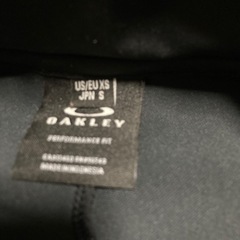 US/EU XS
JPN S
OAKLEY
PERFORMANCE FIT
MADE IN INDONESIA